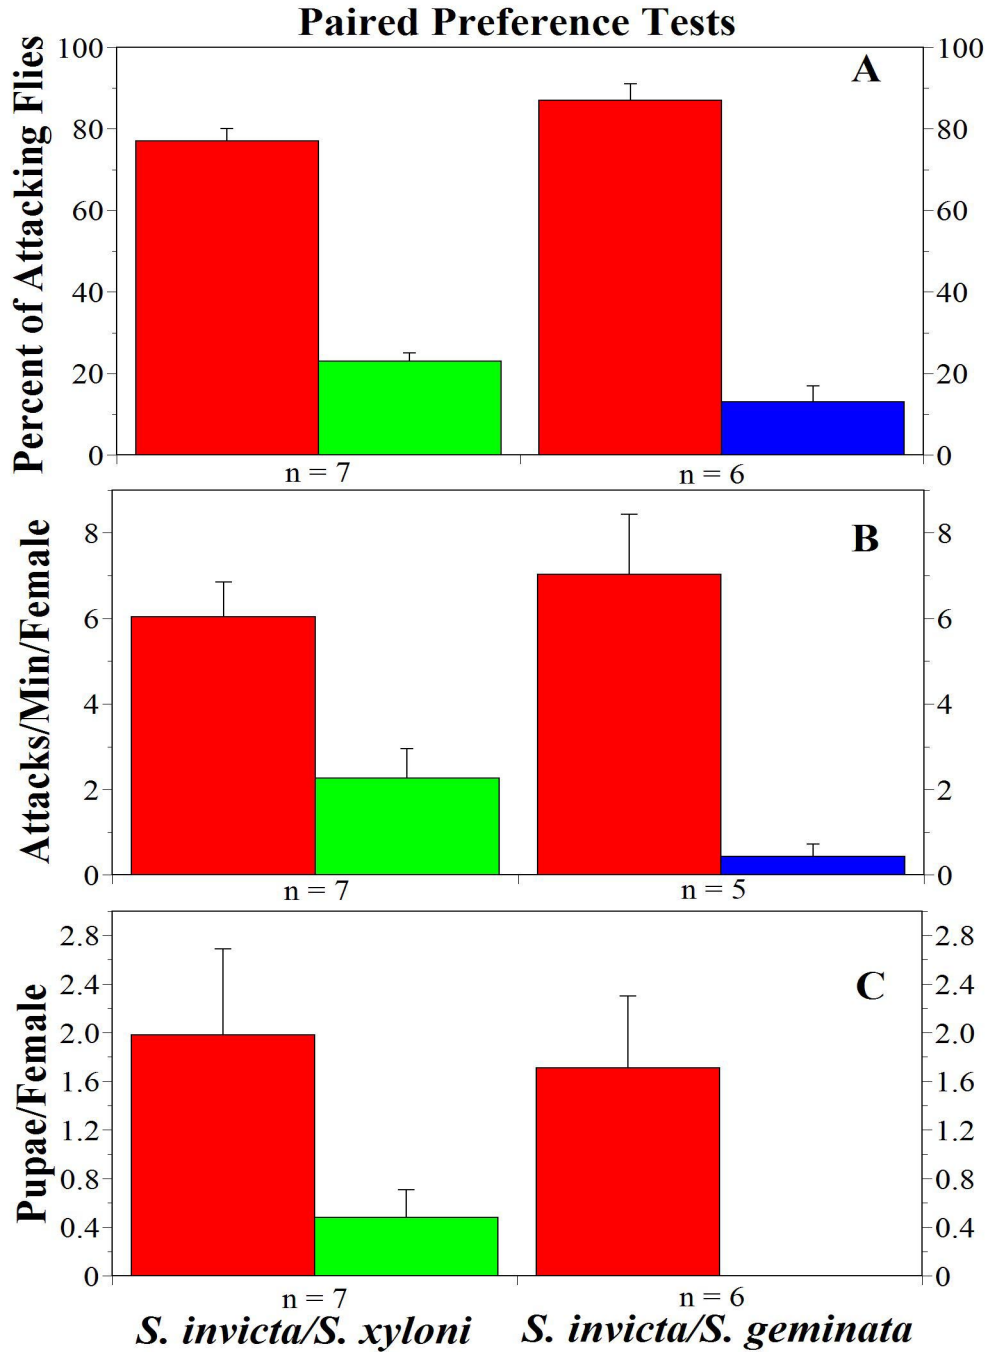 Paired Preference Tests
Percent of Attacking Flies
100
80
60
40
20
0
A
100
80
60
40
20
0
n = 7
n = 6
Attacks/Min/Female
8
6
4
2
0
B
8
6
4
2
0
n = 7
n = 5
Pupae/Female
2.8
2.4
2.0
1.6
1.2
0.8
0.4
0
C
2.8
2.4
2.0
1.6
1.2
0.8
0.4
0
n = 7
n = 6
S. invicta/S. xyloni
S. invicta/S. geminata